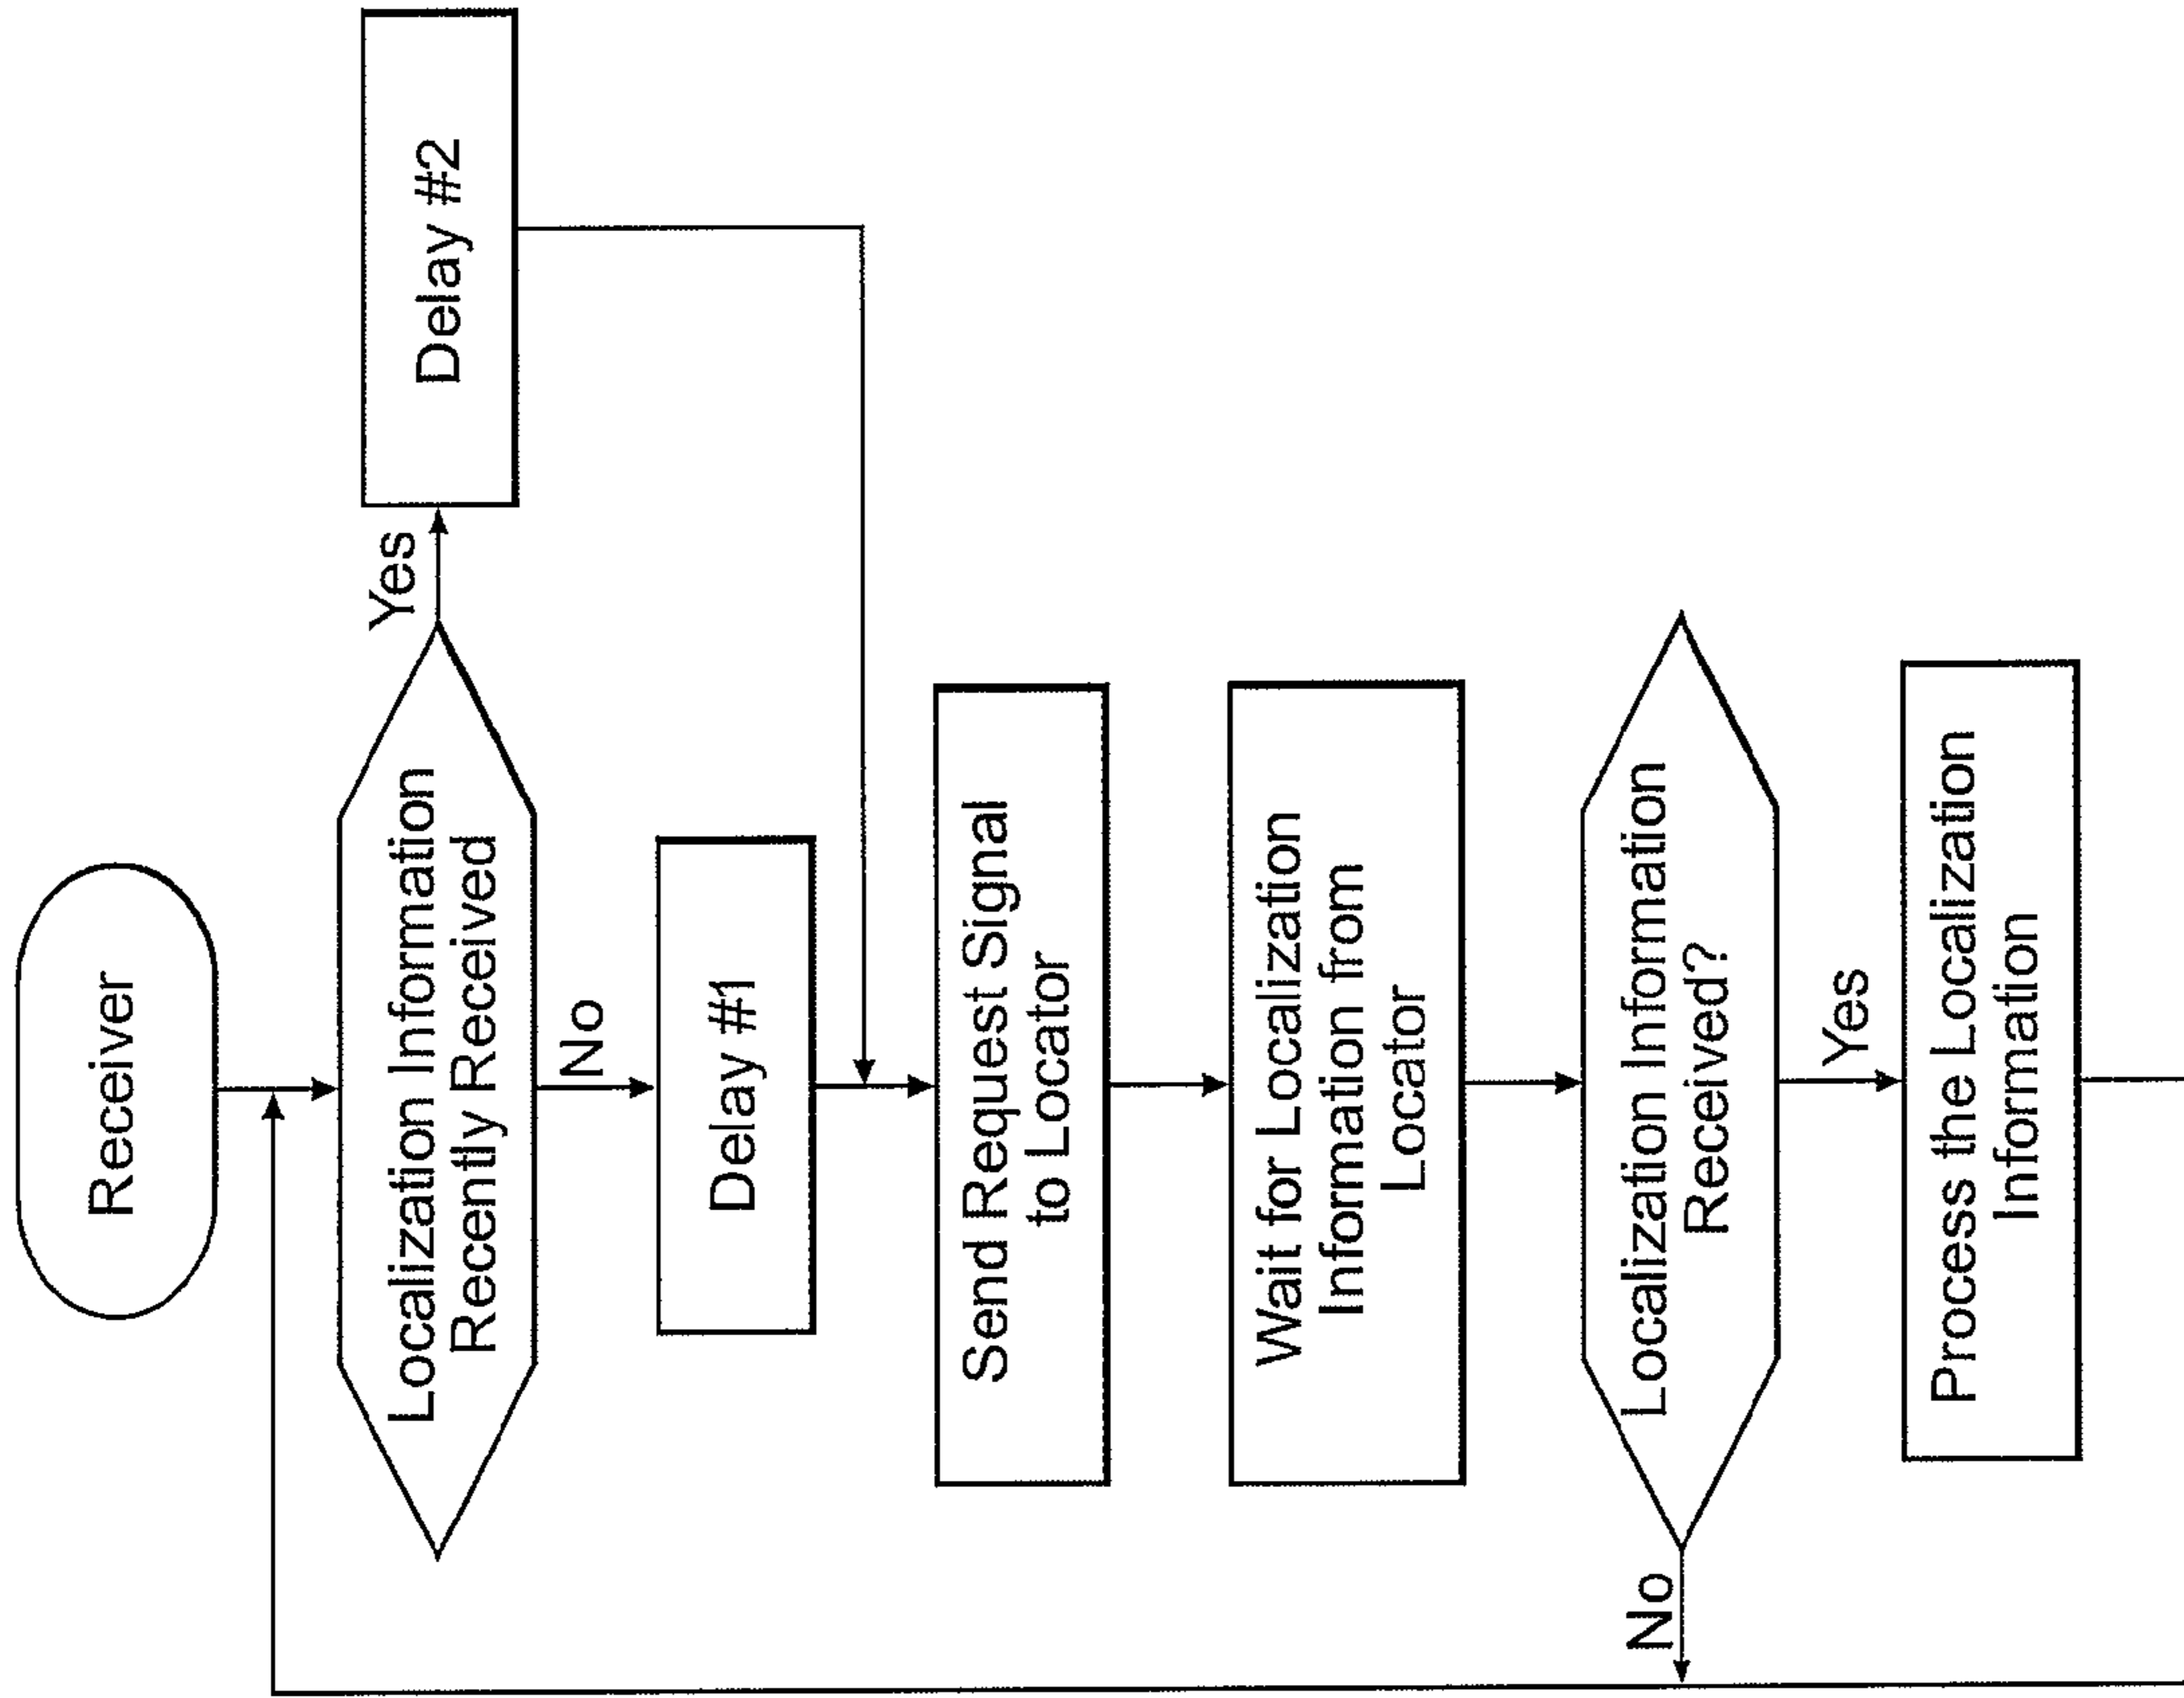 Receiver
Localization Information
Recently Received
Yes
Delay #2
No
Delay #1
Send Request Signal
to Locator
Wait for Localization
Information from
Locator
Localization Information
Received?
No
Yes
Process the Localization
Information